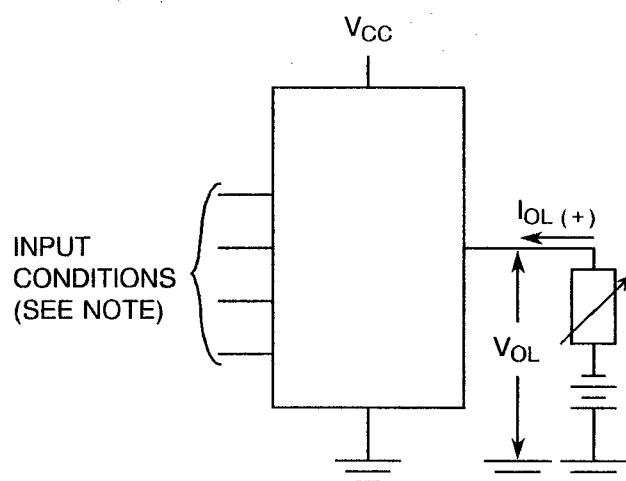 VCC
INPUT
CONDITIONS
(SEE NOTE)
IOL (+)
VOL